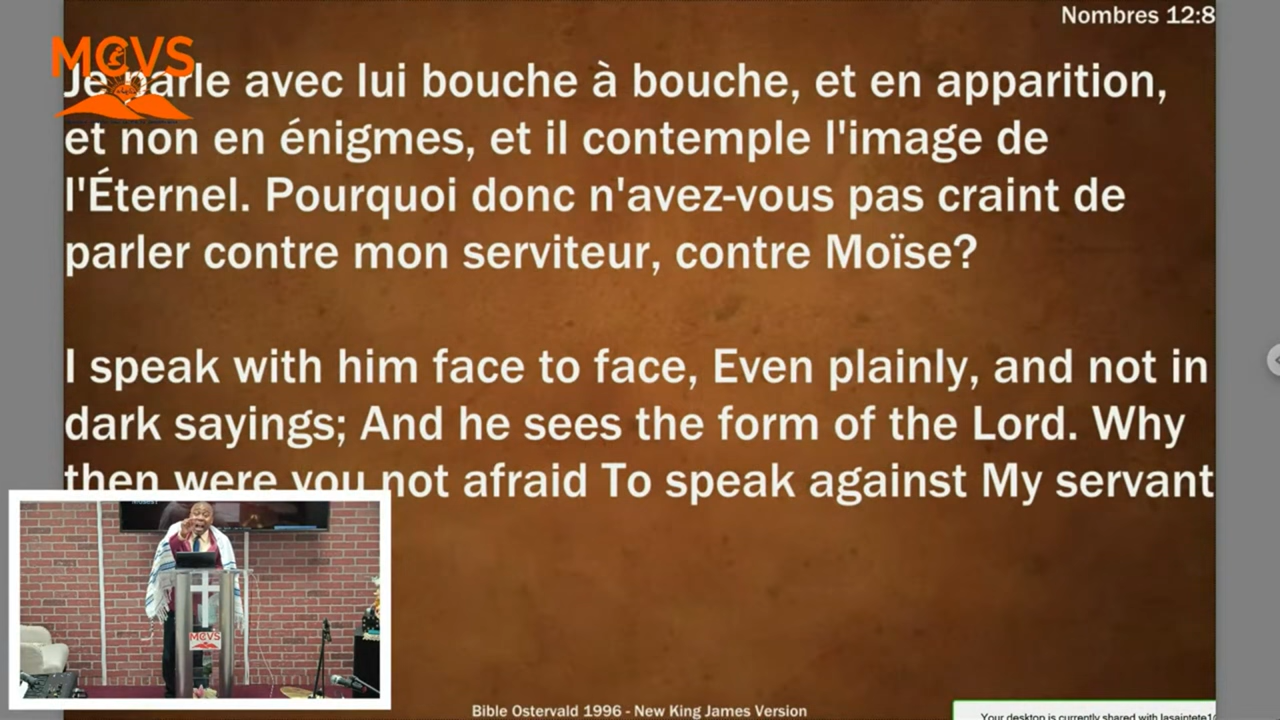 Nombres 12:8
MCVS
Je parle avec lui bouche à bouche, et en apparition,
et non en énigmes, et il contemple l'image de
l'Éternel. Pourquoi donc n'avez-vous pas craint de
parler contre mon serviteur, contre Moïse?
I speak with him face to face, Even plainly, and not in
dark sayings; And he sees the form of the Lord. Why
then were you not afraid To speak against My servant
MCVS
Bible Ostervald 1996 - New King James Version
Your desktop is currently shared with lasaintete1